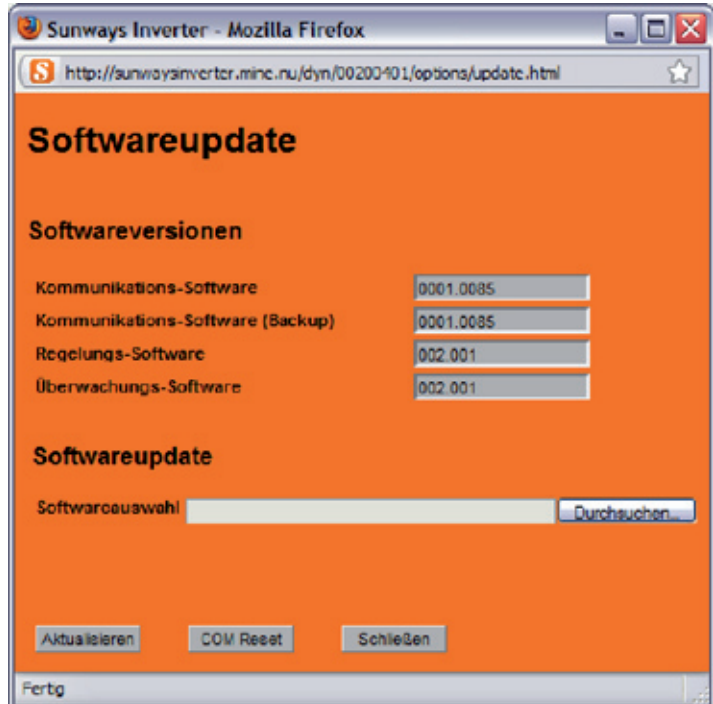 Sunways Inverter - Mozilla Firefox
http://sunwaysinverter.minc.nu/dyn/00200401/options/update.html
Softwareupdate
Softwareversionen
Kommunikations-Software 0001.0085
Kommunikations-Software (Backup) 0001.0085
Regelungs-Software 002.001
Überwachungs-Software 002.001
Softwareupdate
Softwareauswahl Durchsuchen...
Aktualisieren COM Reset Schließen
Fertig